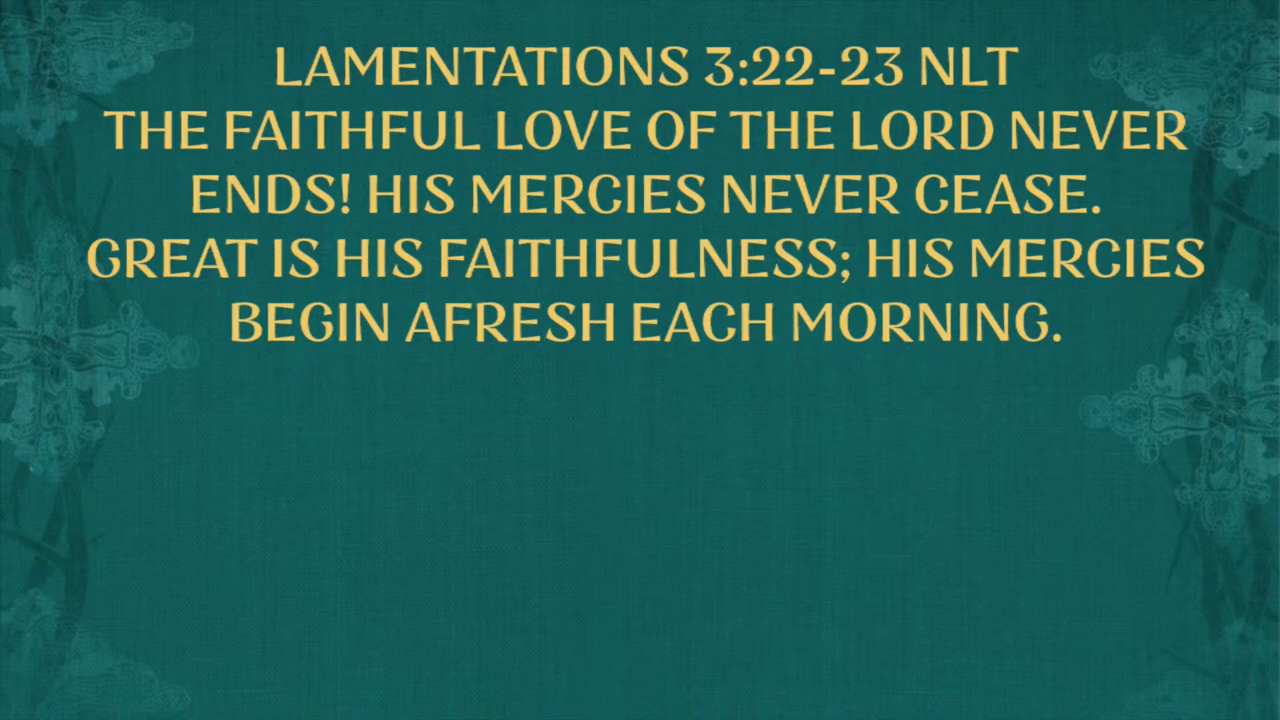 LAMENTATIONS 3:22-23 NLT
THE FAITHFUL LOVE OF THE LORD NEVER
ENDS! HIS MERCIES NEVER CEASE.
GREAT IS HIS FAITHFULNESS; HIS MERCIES
BEGIN AFRESH EACH MORNING.